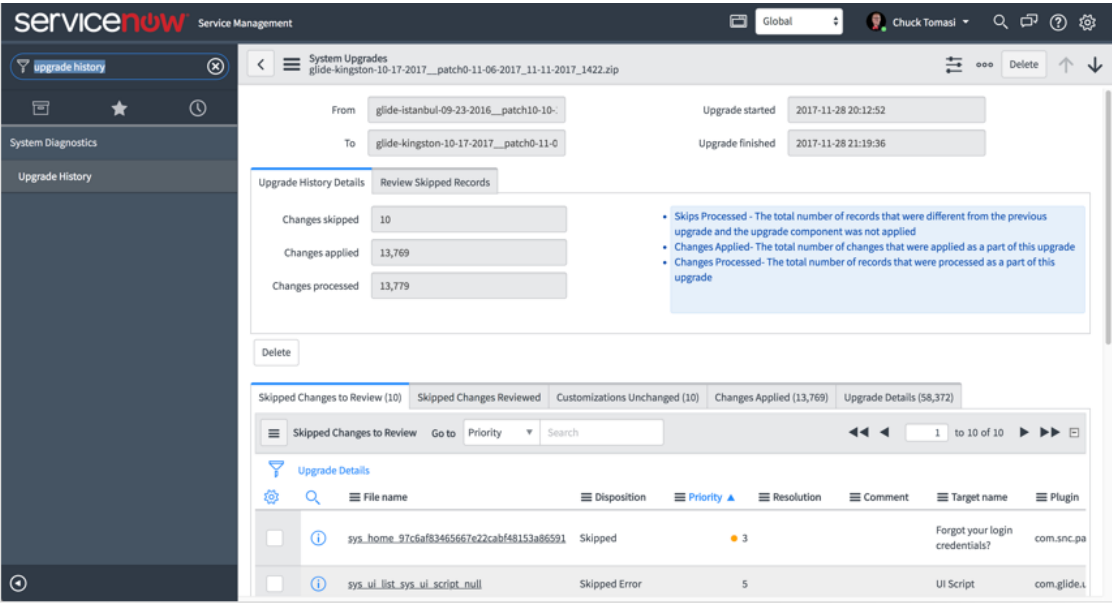 servicenow Service Management
Global
Chuck Tomasi
upgrade history
System Diagnostics
Upgrade History
System Upgrades
glide-kingston-10-17-2017__patch0-11-06-2017_11-11-2017_1422.zip
Delete
From glide-istanbul-09-23-2016__patch10-10-
Upgrade started 2017-11-28 20:12:52
To glide-kingston-10-17-2017__patch0-11-0
Upgrade finished 2017-11-28 21:19:36
Upgrade History Details Review Skipped Records
Changes skipped 10
Changes applied 13,769
Changes processed 13,779
• Skips Processed - The total number of records that were different from the previous
upgrade and the upgrade component was not applied
• Changes Applied- The total number of changes that were applied as a part of this upgrade
• Changes Processed- The total number of records that were processed as a part of this
upgrade
Delete
Skipped Changes to Review (10) Skipped Changes Reviewed Customizations Unchanged (10) Changes Applied (13,769) Upgrade Details (58,372)
Skipped Changes to Review Go to Priority Search 1 to 10 of 10
Upgrade Details
File name Disposition Priority Resolution Comment Target name Plugin
sys_home_97c6af83465667e22cabf48153a86591 Skipped 3 Forgot your login com.snc.pa
credentials?
sys_ui_list_sys_ui_script_null Skipped Error 5 UI Script com.glide.